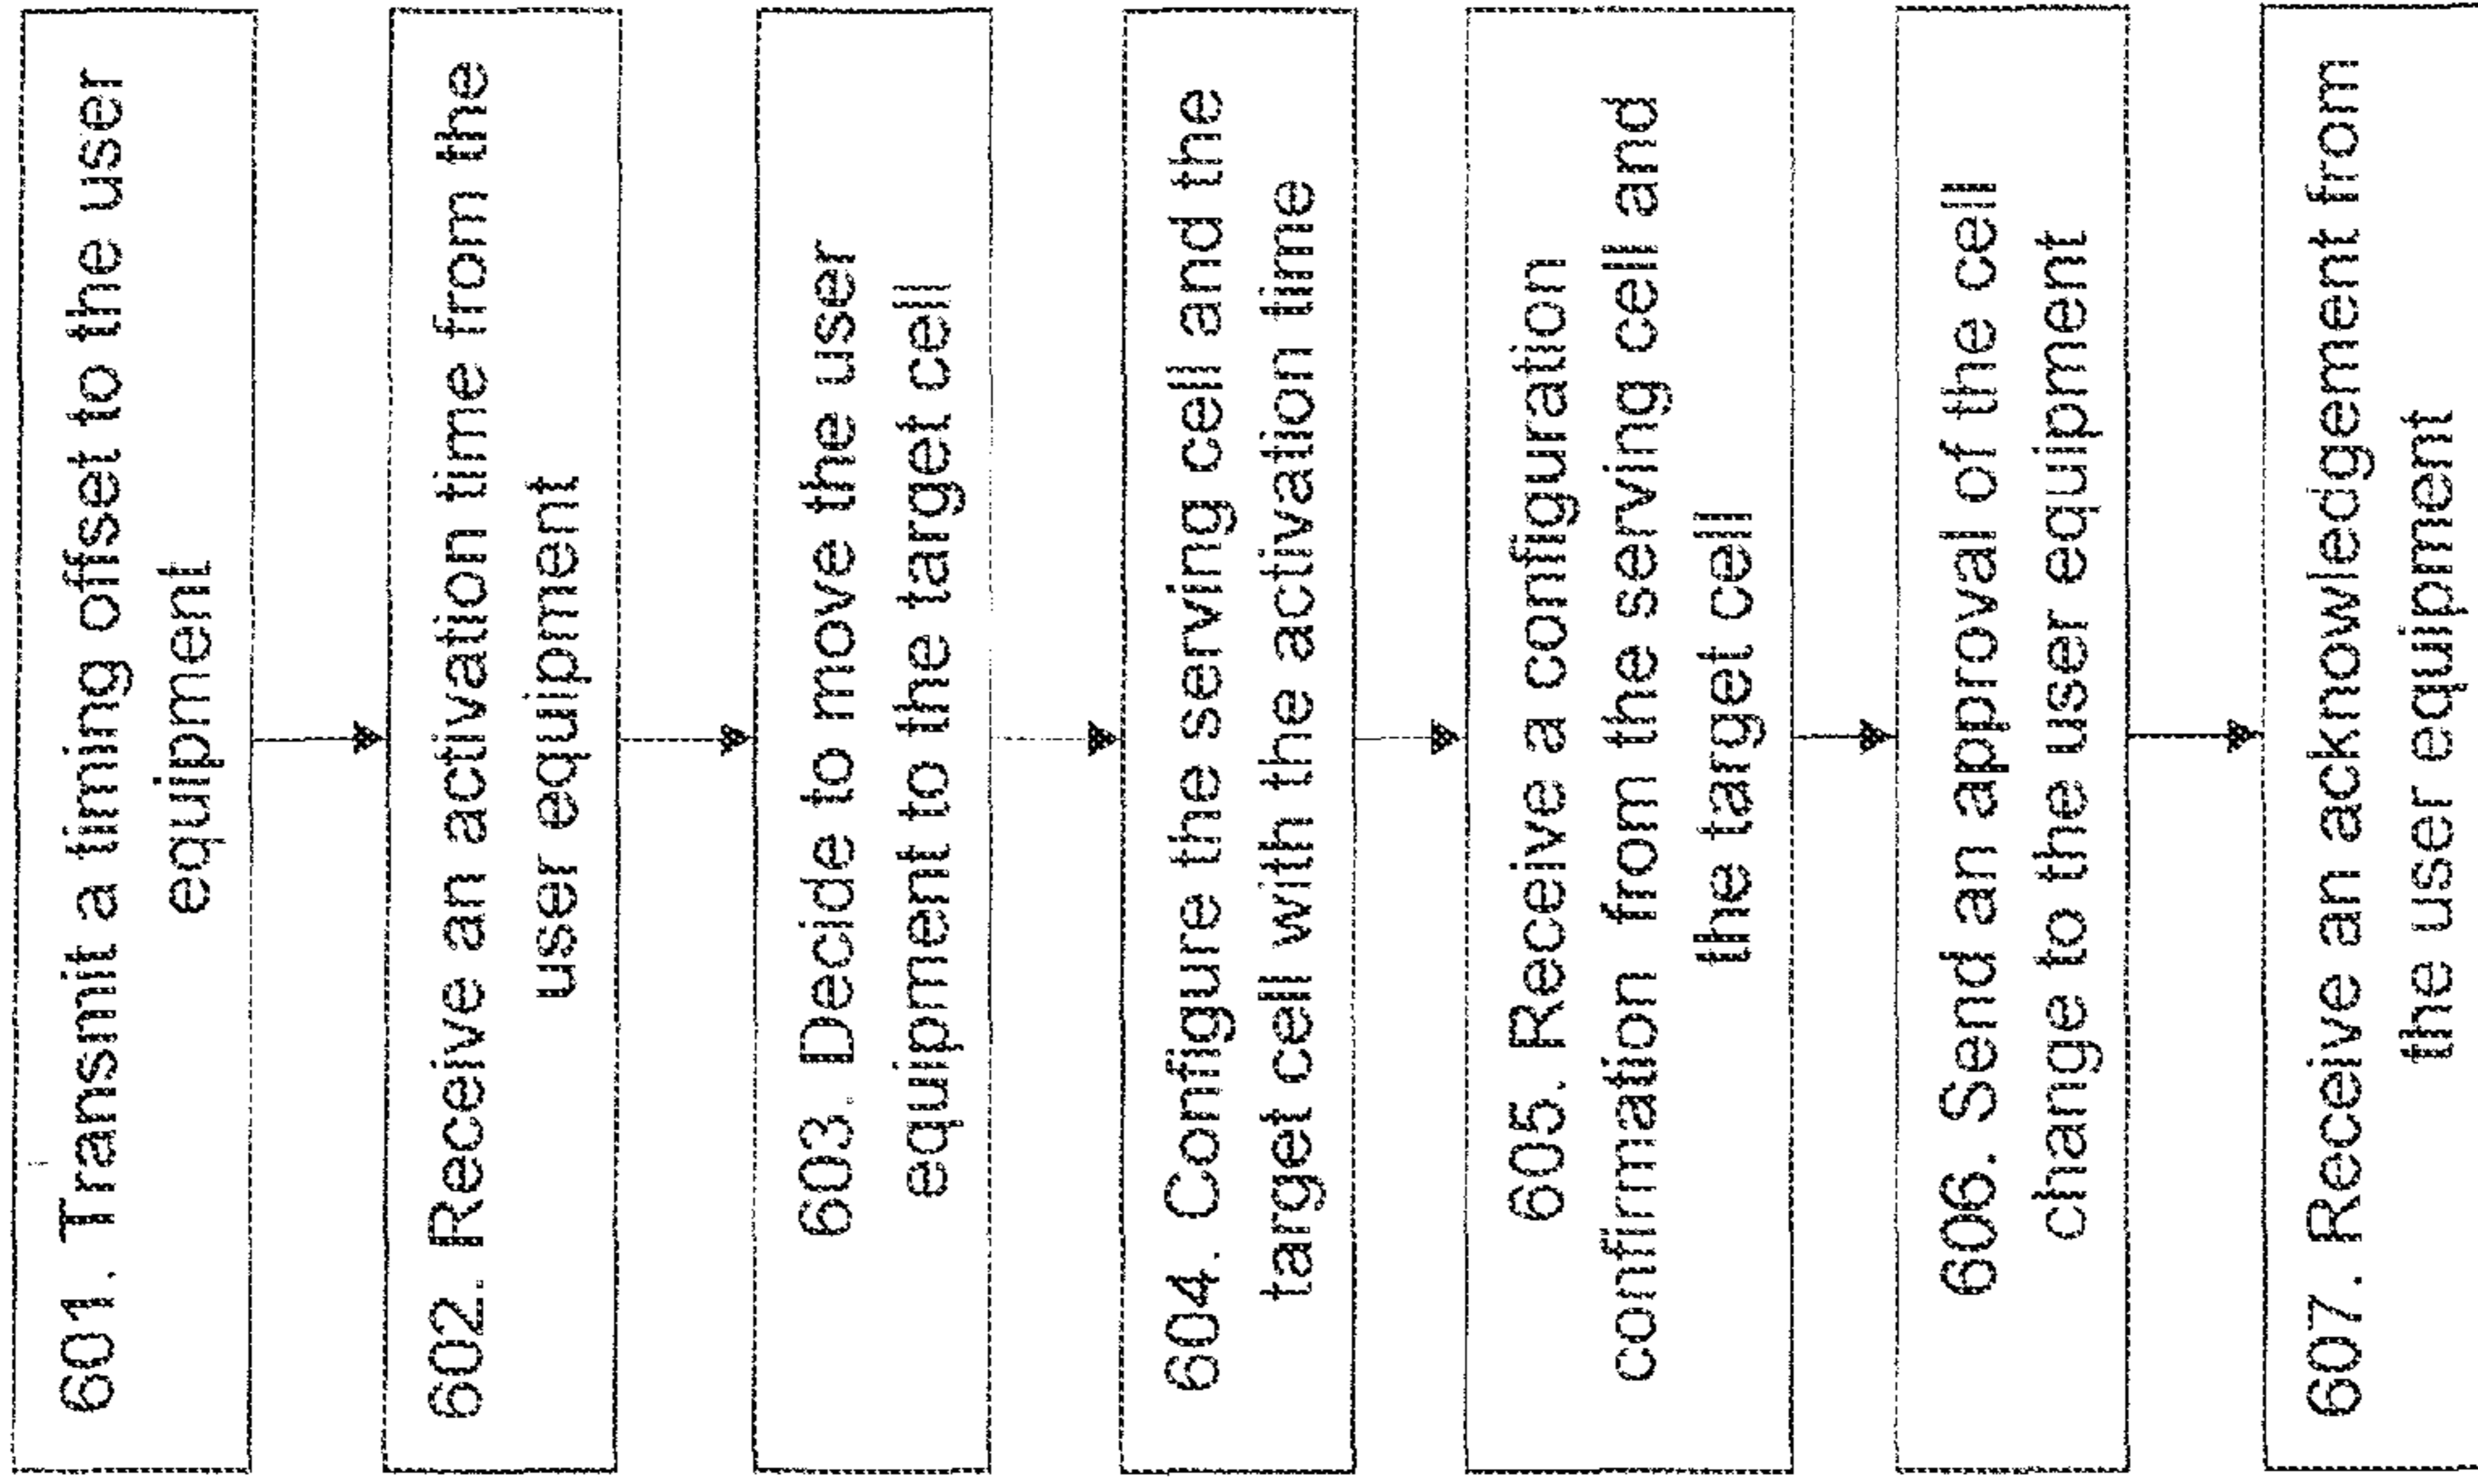 601. Transmit a timing offset to the user
equipment
602. Receive an activation time from the
user equipment
603. Decide to move the user
equipment to the target cell
604. Configure the serving cell and the
target cell with the activation time
605. Receive a configuration
confirmation from the serving cell and
the target cell
606. Send an approval of the cell
change to the user equipment
607. Receive an acknowledgement from
the user equipment